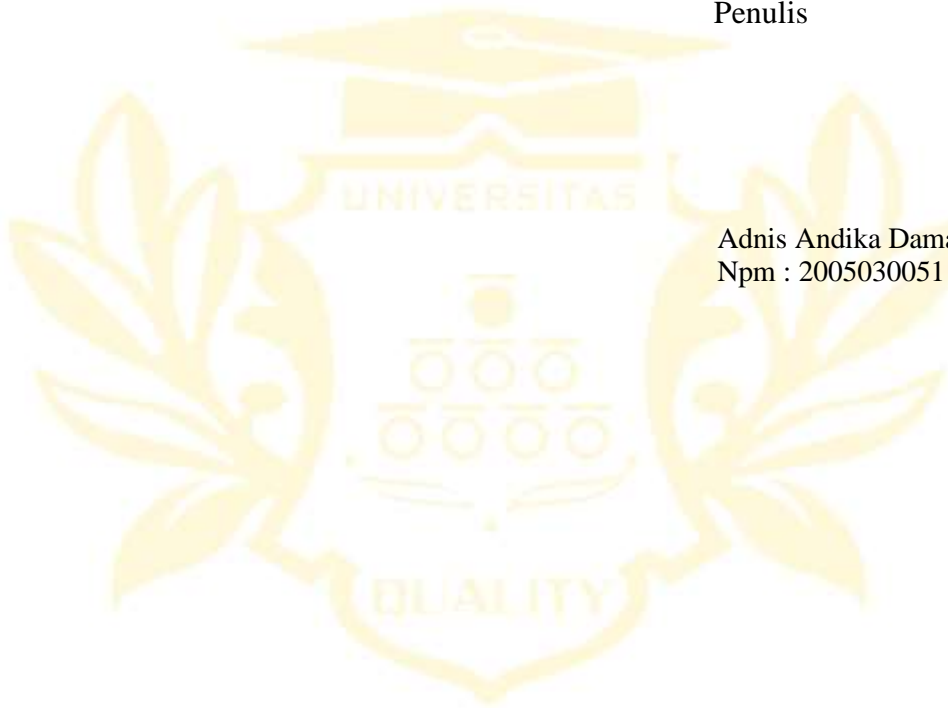 Penulis
UNIVERSITAS
Adnis Andika Dama
Npm : 2005030051
QUALITY